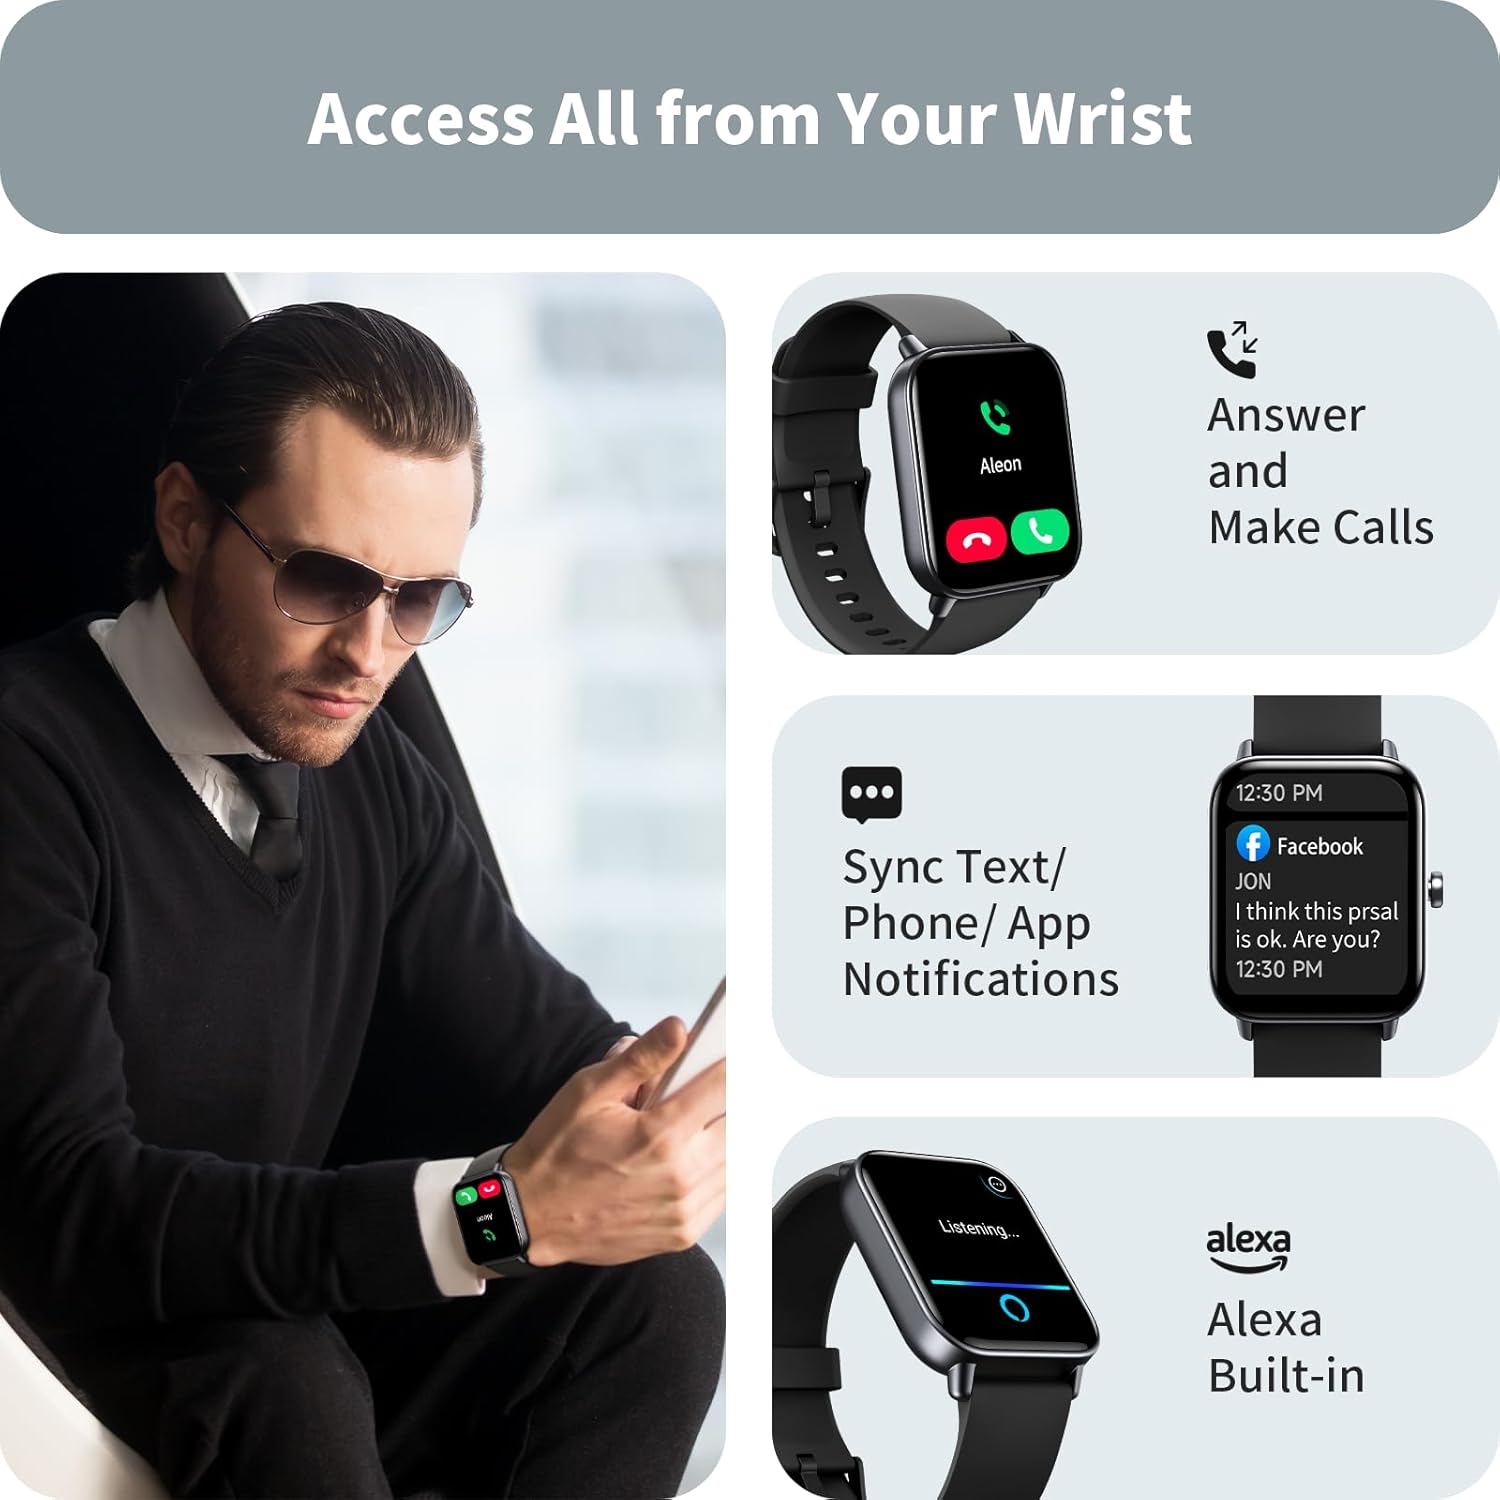 Access All from Your Wrist
Aleon
Answer
and
Make Calls
Sync Text/
Phone/ App
Notifications
12:30 PM
Facebook
JON
I think this prsal
is ok. Are you?
12:30 PM
Aleon
Listening...
alexa
Alexa
Built-in